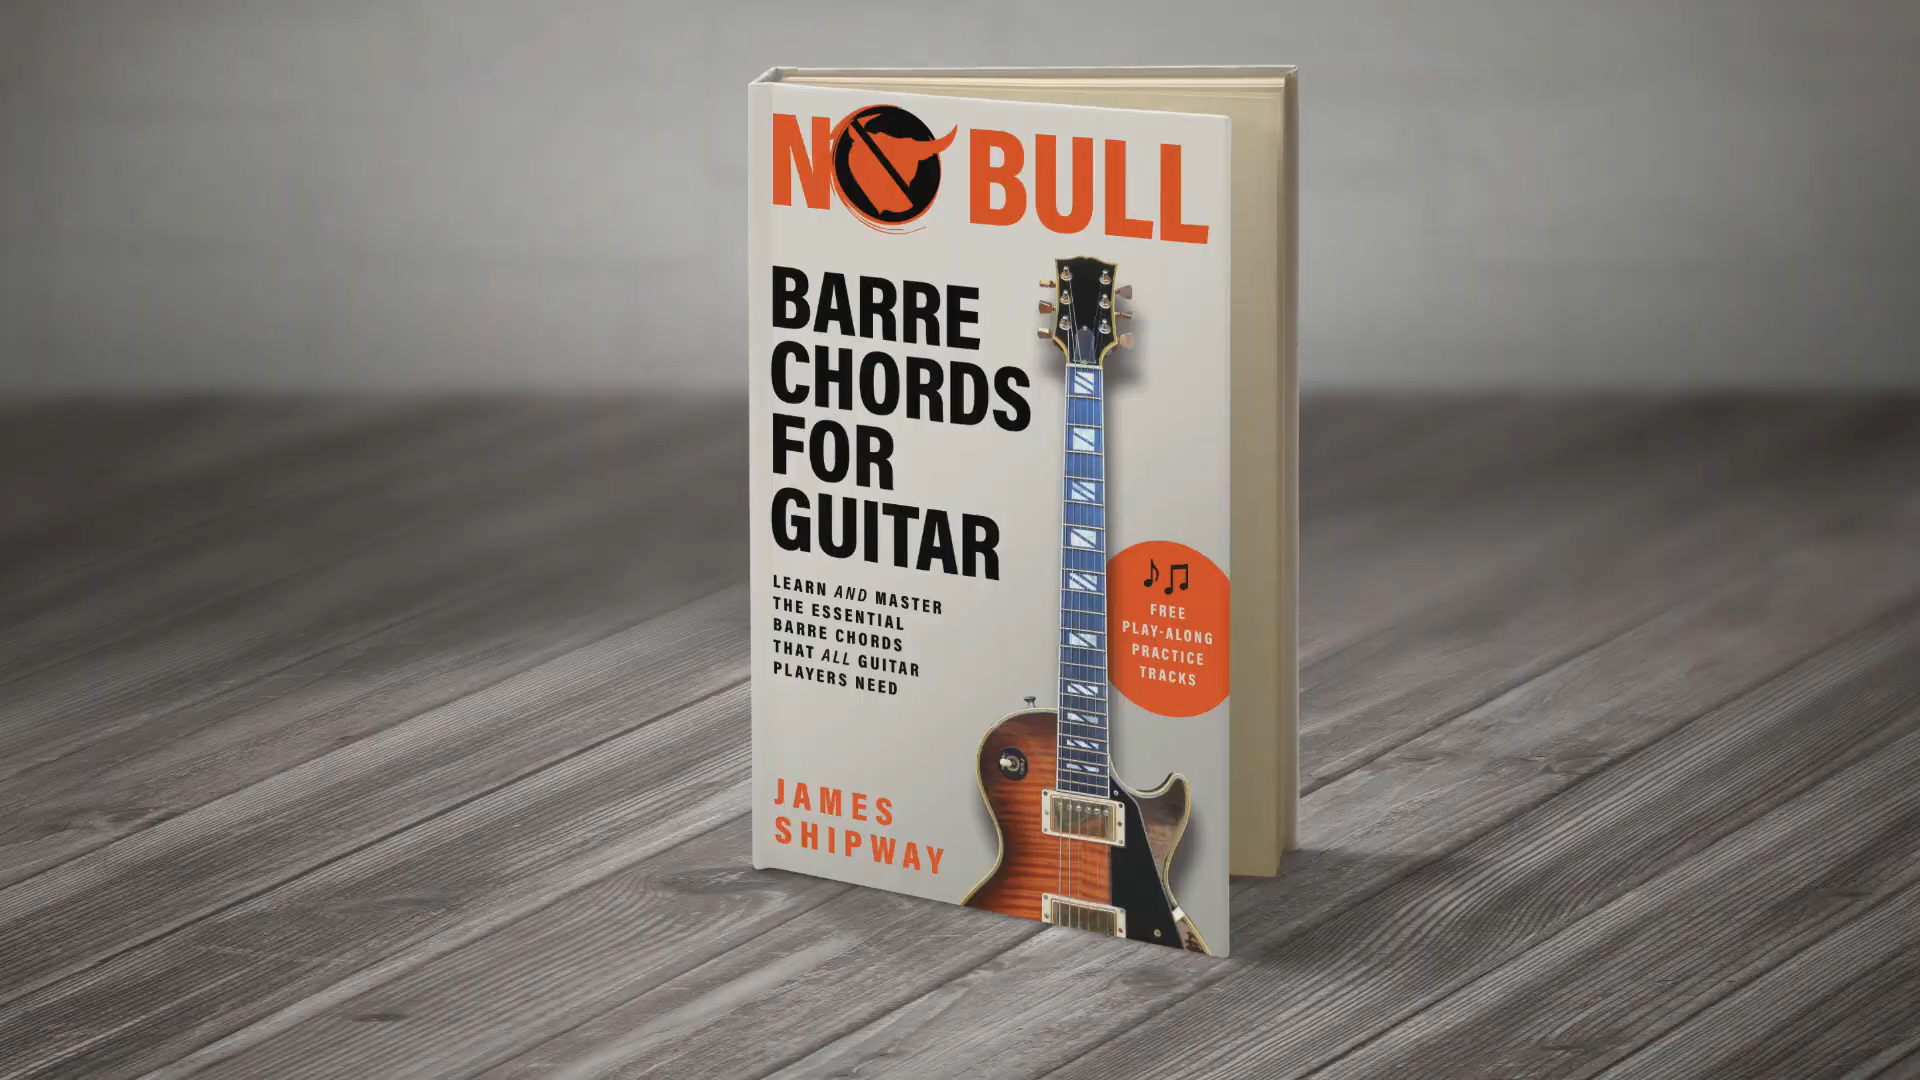 NO BULL
BARRE
CHORDS
FOR
GUITAR
LEARN AND MASTER
THE ESSENTIAL
BARRE CHORDS
THAT ALL GUITAR
PLAYERS NEED
FREE
PLAY-ALONG
PRACTICE
TRACKS
JAMES
SHIPWAY